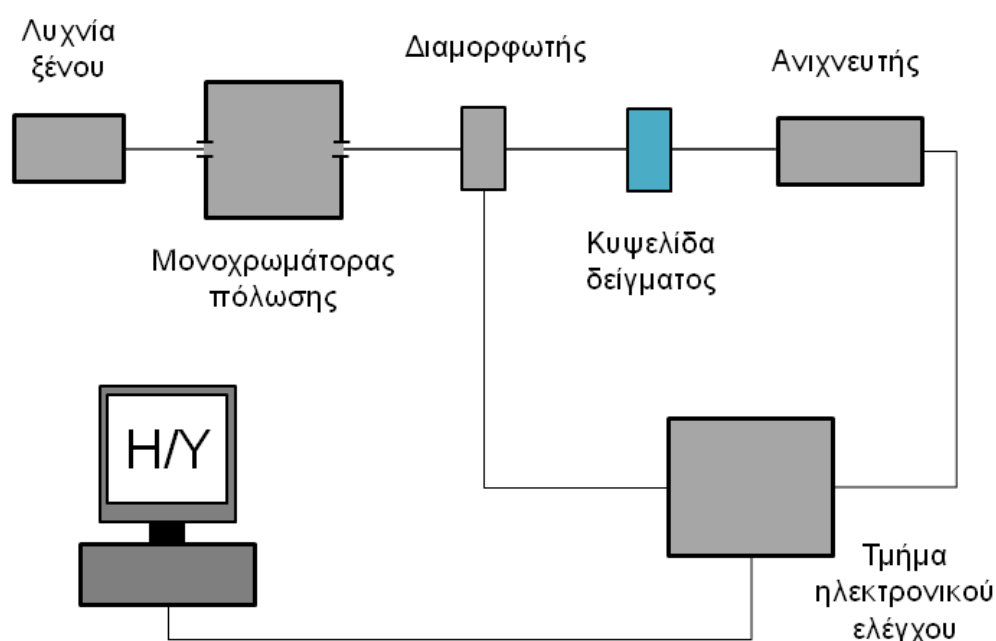 Λυχνία
ξένου
Διαμορφωτής
Ανιχνευτής
Μονοχρωμάτορας
πόλωσης
Κυψελίδα
δείγματος
Η/Υ
Τμήμα
ηλεκτρονικού
ελέγχου